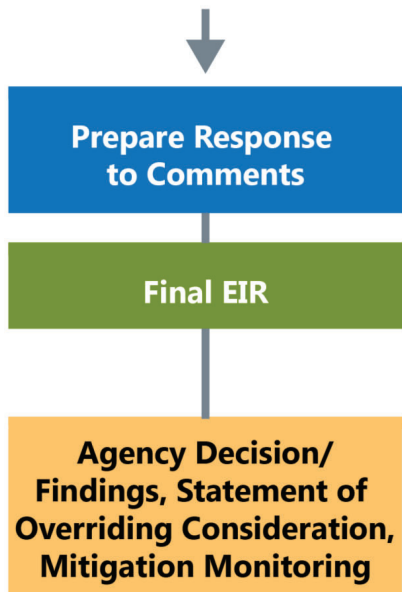 Prepare Response
to Comments
Final EIR
Agency Decision/
Findings, Statement of
Overriding Consideration,
Mitigation Monitoring